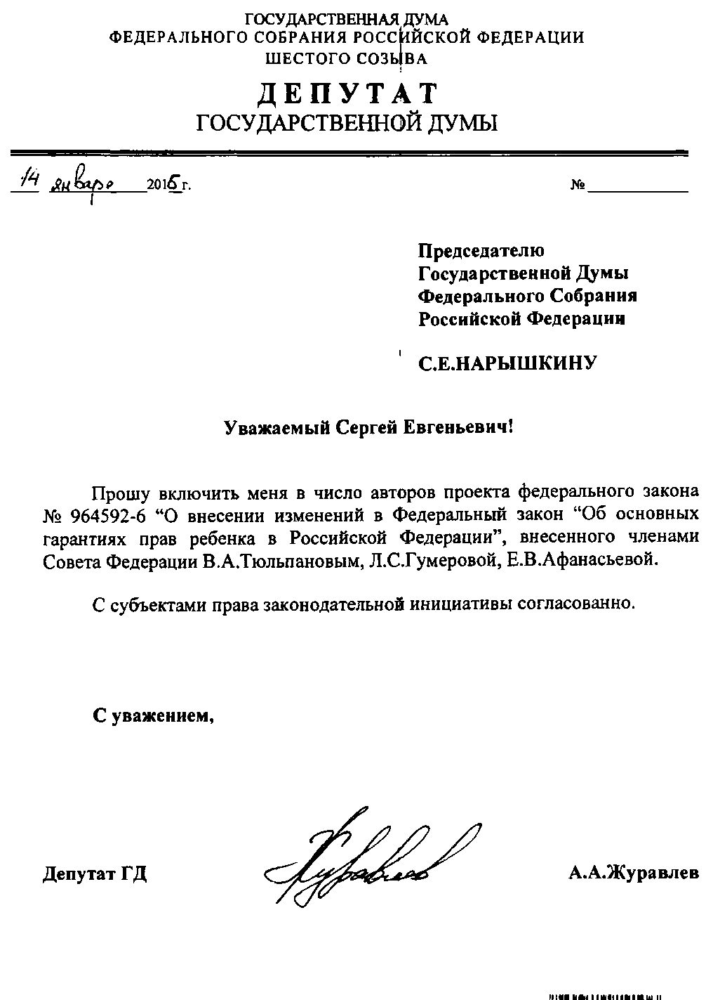 ГОСУДАРСТВЕННАЯ ДУМА
ФЕДЕРАЛЬНОГО СОБРАНИЯ РОССИЙСКОЙ ФЕДЕРАЦИИ
ШЕСТОГО СОЗЫВА
ДЕПУТАТ
ГОСУДАРСТВЕННОЙ ДУМЫ
14 января 2016 г. №
Председателю
Государственной Думы
Федерального Собрания
Российской Федерации
С.Е.НАРЫШКИНУ
Уважаемый Сергей Евгеньевич!
Прошу включить меня в число авторов проекта федерального закона
№ 964592-6 “О внесении изменений в Федеральный закон “Об основных
гарантиях прав ребенка в Российской Федерации”, внесенного членами
Совета Федерации В.А.Тюльпановым, Л.С.Гумеровой, Е.В.Афанасьевой.
С субъектами права законодательной инициативы согласованно.
С уважением,
Депутат ГД Журавлев А.А.Журавлев